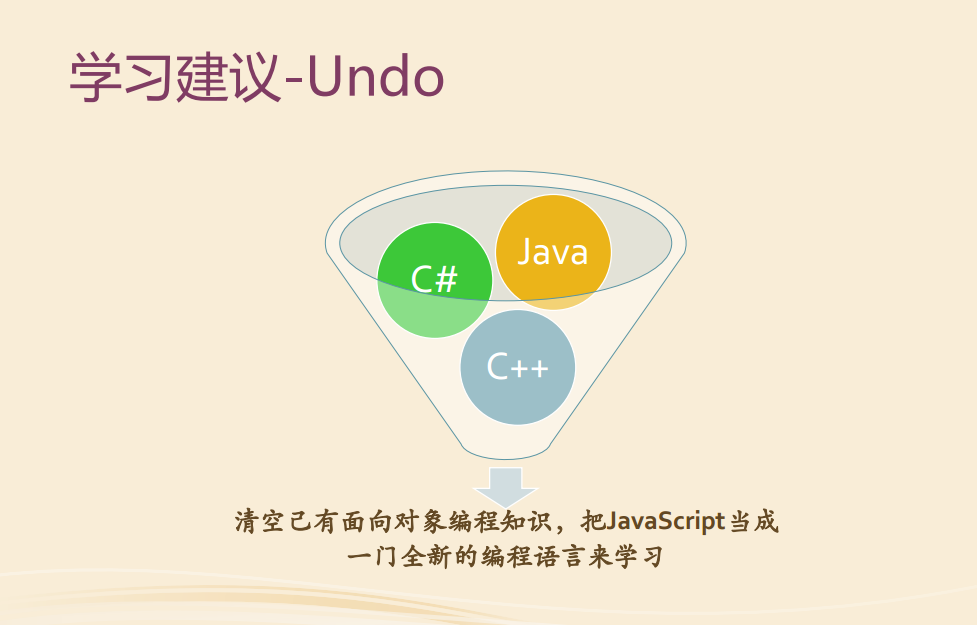 学习建议-Undo
Java
C#
C++
清空已有面向对象编程知识，把JavaScript当成
一门全新的编程语言来学习